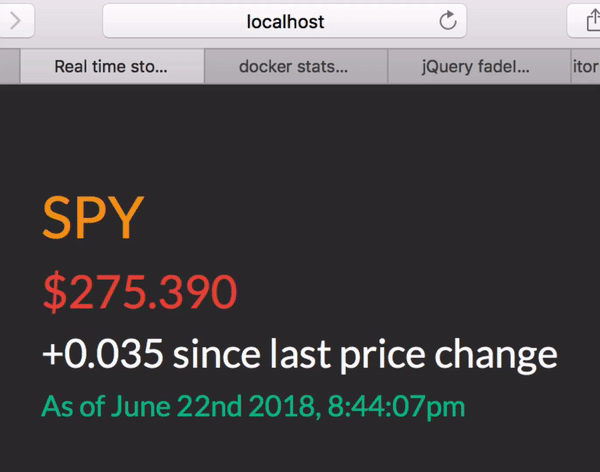 localhost
Real time sto...
docker stats...
jQuery fadeI...
itor
SPY
$275.390
+0.035 since last price change
As of June 22nd 2018, 8:44:07pm